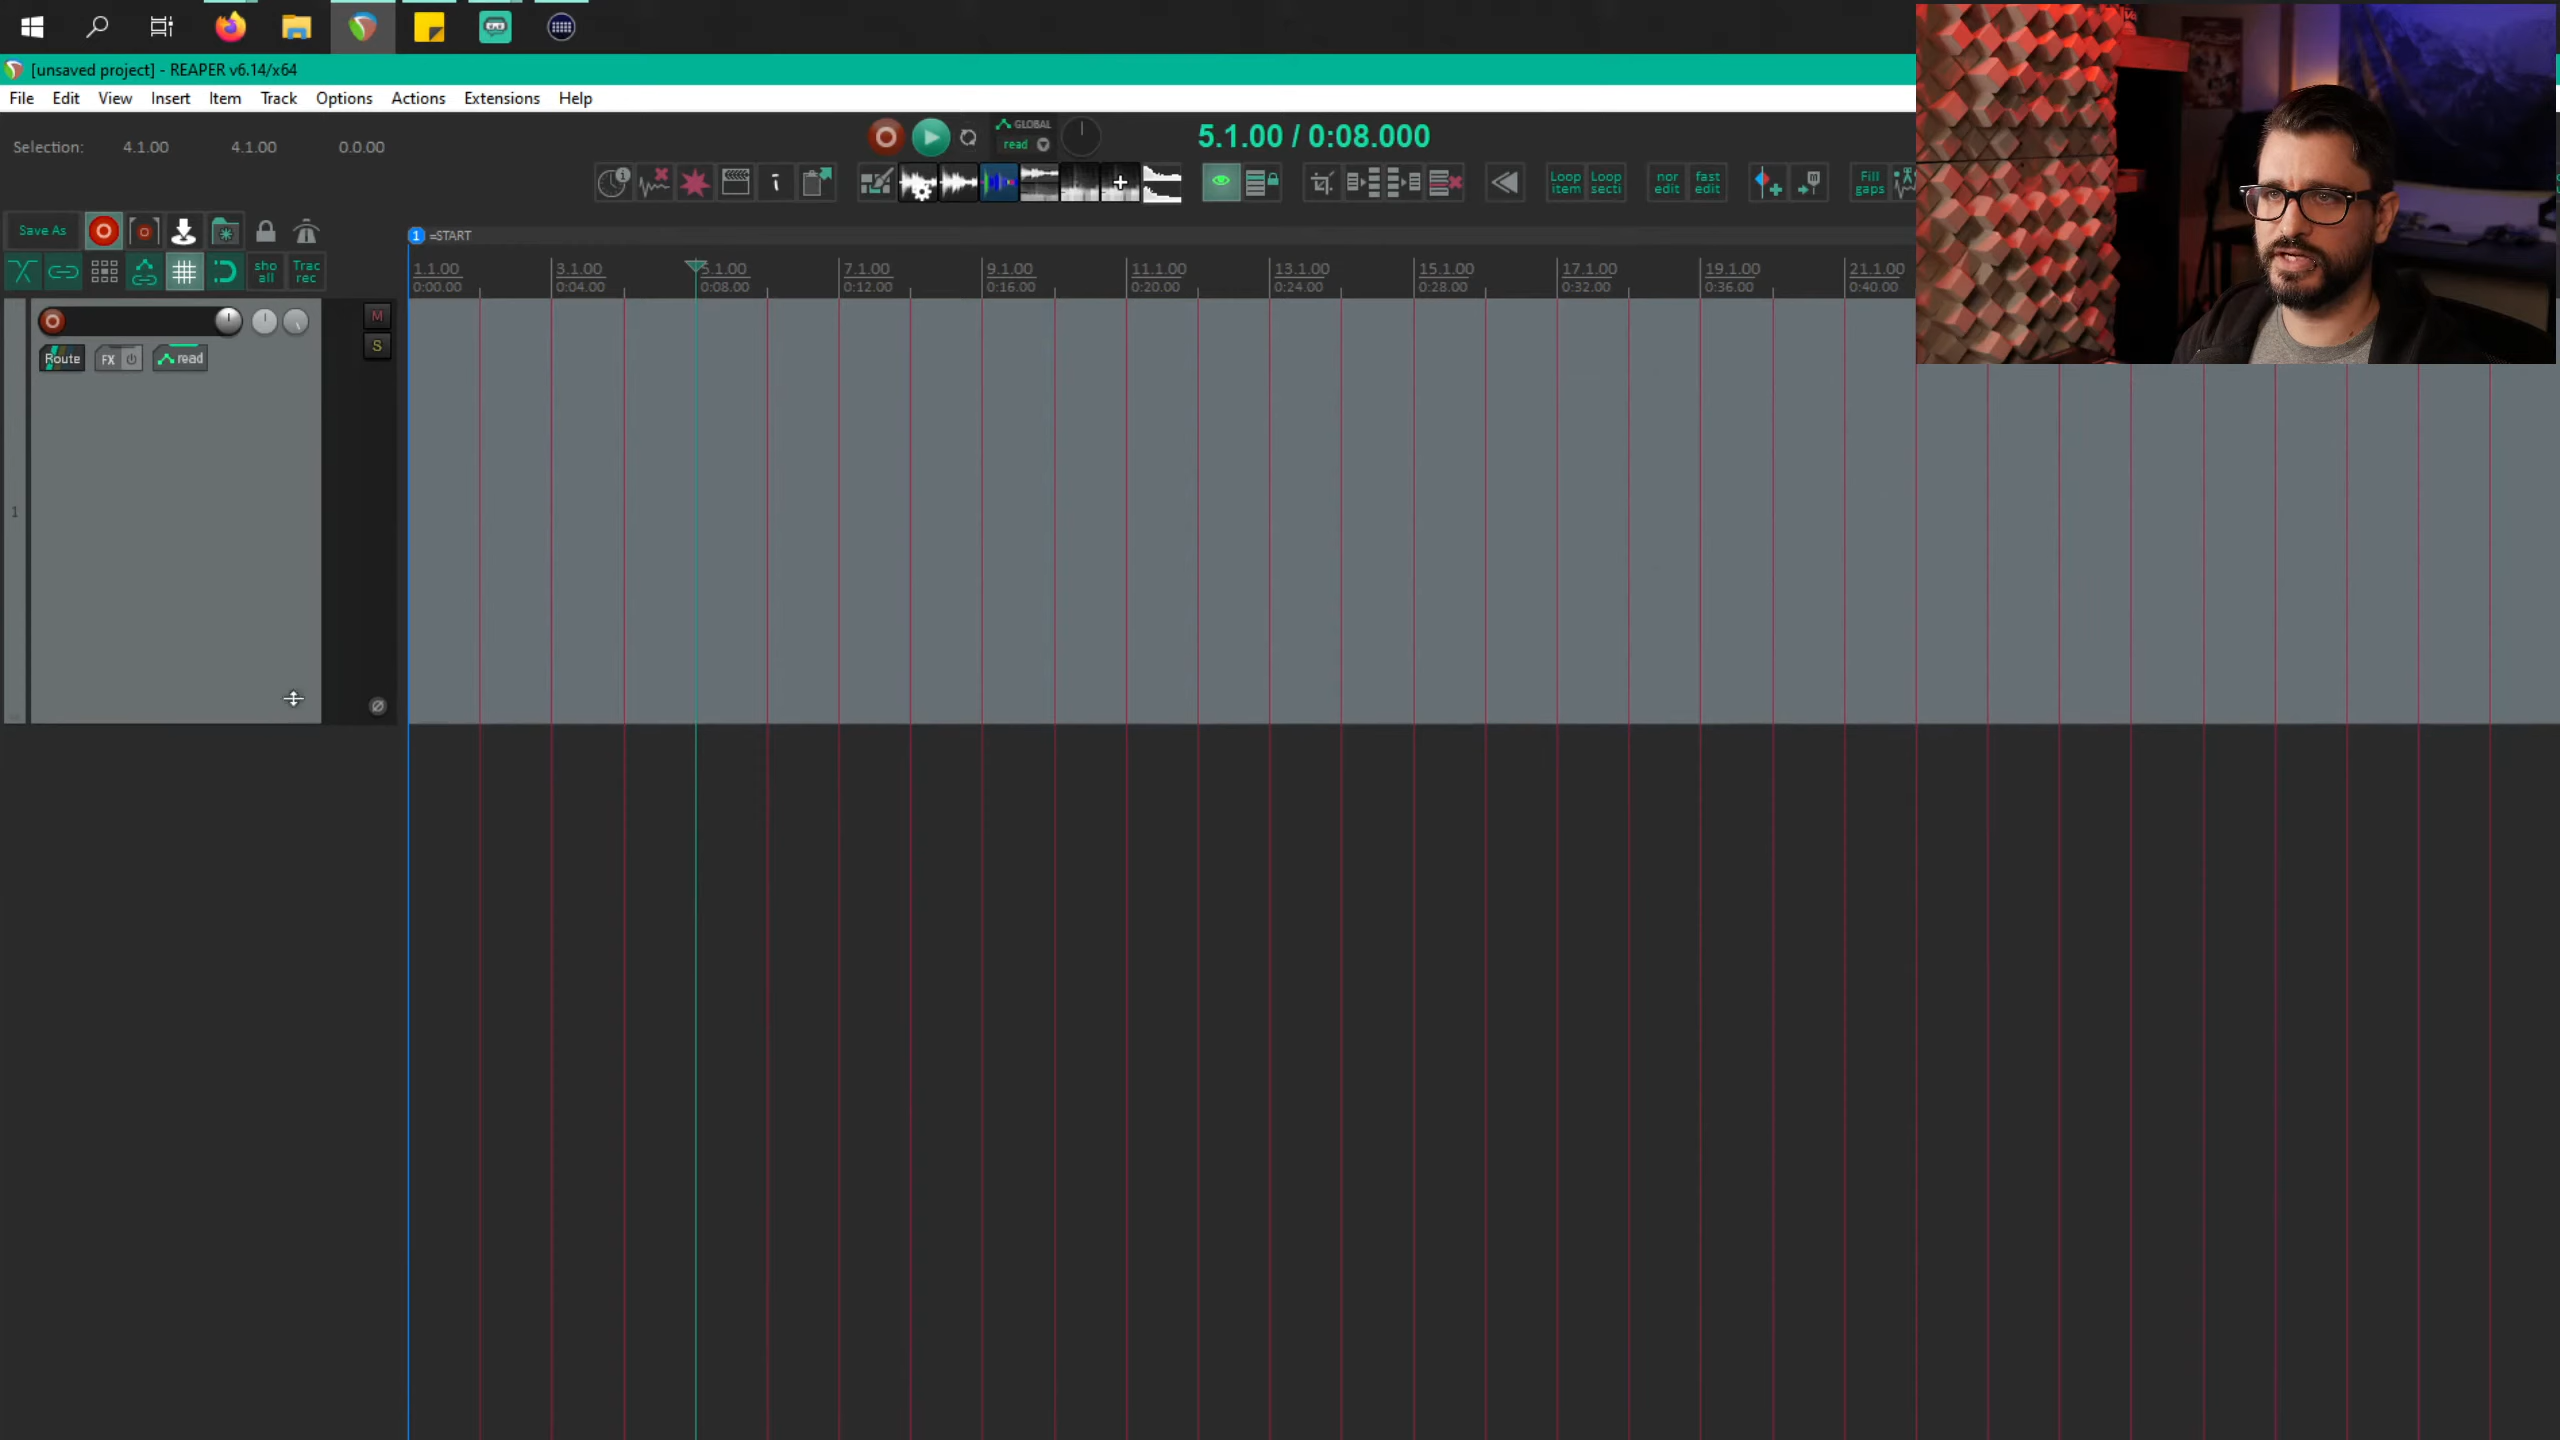 [unsaved project] - REAPER v6.14/x64
File Edit View Insert Item Track Options Actions Extensions Help
Selection: 4.1.00 4.1.00 0.0.00
GLOBAL
read
5.1.00 / 0:08.000
Loop item
Loop secti
nor edit
fast edit
Fill gaps
Save As
1 =START
sho all
Trac rec
1.1.00 3.1.00 5.1.00 7.1.00 9.1.00 11.1.00 13.1.00 15.1.00 17.1.00 19.1.00 21.1.00
0:00.00 0:04.00 0:08.00 0:12.00 0:16.00 0:20.00 0:24.00 0:28.00 0:32.00 0:36.00 0:40.00
M
S
Route FX read
1